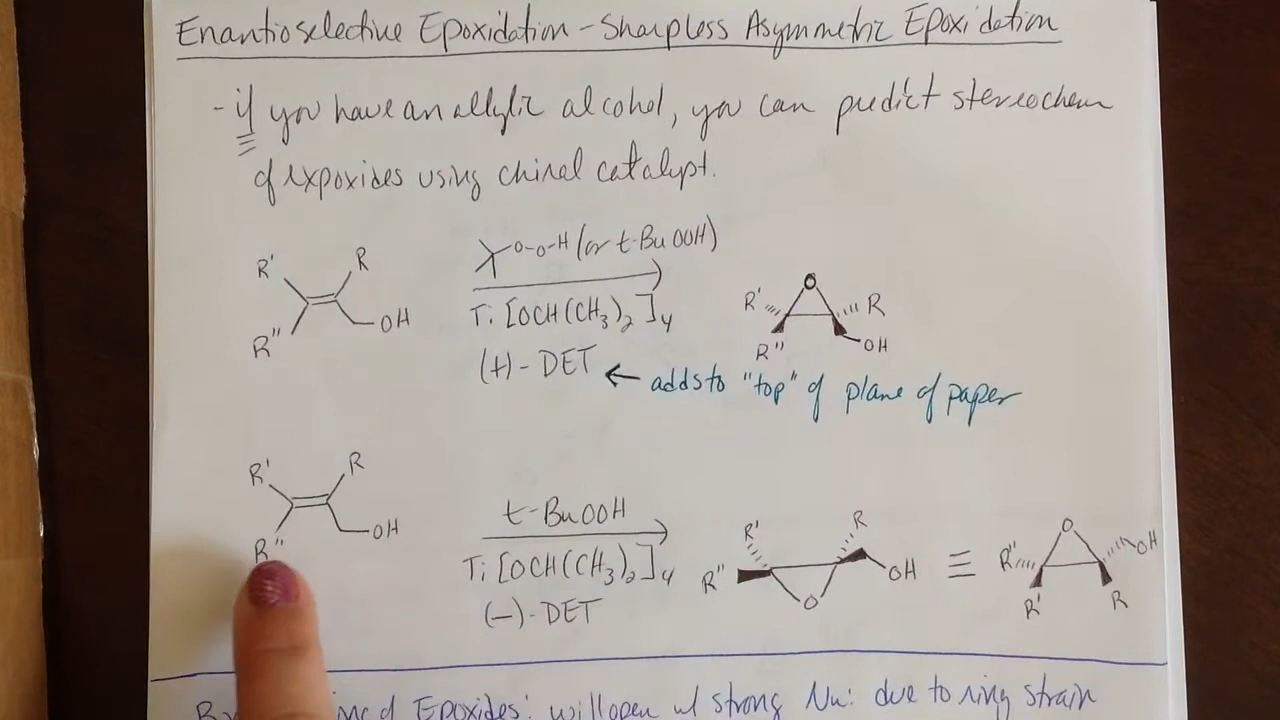 Enantioselective Epoxidation - Sharpless Asymmetric Epoxidation
- if you have an allylic alcohol, you can predict stereochem
of expoxides using chiral catalyst.
O-O-H (or t-BuOOH)
R' R
R" OH
Ti [OCH(CH3)2]4
(+)-DET ← adds to "top" of plane of paper
O
R' R
R" OH
R' R
R" OH
t-BuOOH
Ti [OCH(CH3)2]4
(-)-DET
R' R
R" OH
O
≡
O
R" OH
R' R
of Epoxides: will open w/ strong Nu: due to ring strain